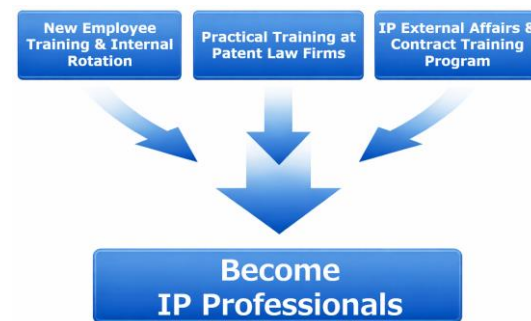 New Employee
Training & Internal
Rotation
Practical Training at
Patent Law Firms
IP External Affairs &
Contract Training
Program
Become
IP Professionals